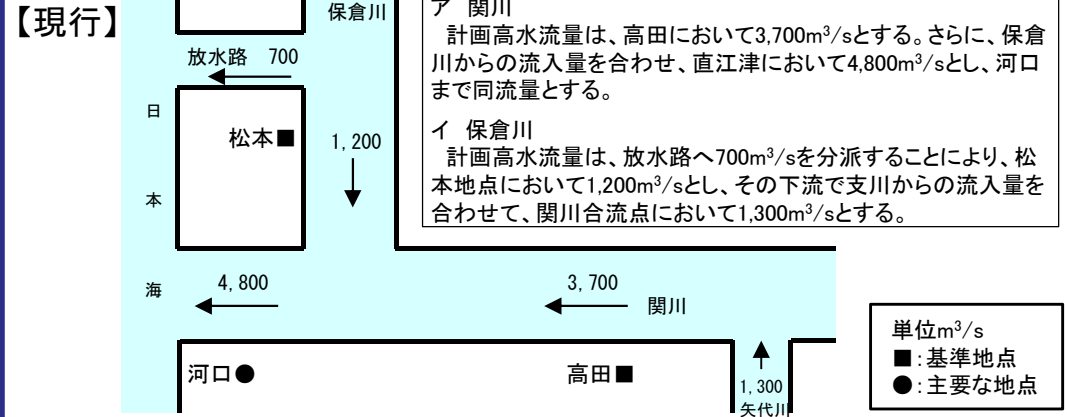 【現行】
保倉川
放水路 700
日
本
海
松本■
1,200
ア 関川
計画高水流量は、高田において3,700m³/sとする。さらに、保倉
川からの流入量を合わせ、直江津において4,800m³/sとし、河口
まで同流量とする。
イ 保倉川
計画高水流量は、放水路へ700m³/sを分派することにより、松
本地点において1,200m³/sとし、その下流で支川からの流入量を
合わせて、関川合流点において1,300m³/sとする。
4,800
3,700
関川
河口●
高田■
1,300
矢代川
単位m³/s
■:基準地点
●:主要な地点